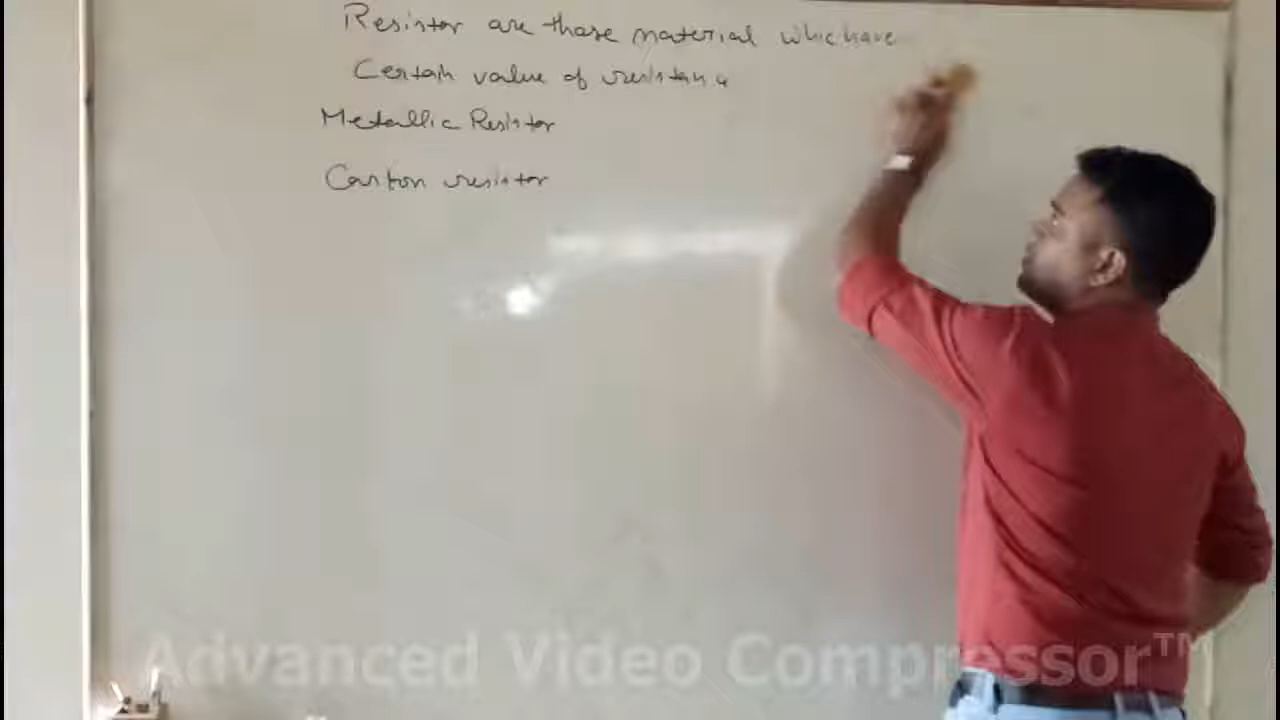 Resistor are those material which have
Certain value of resistance
Metallic Resistor
Carbon resistor
Advanced Video Compressor™